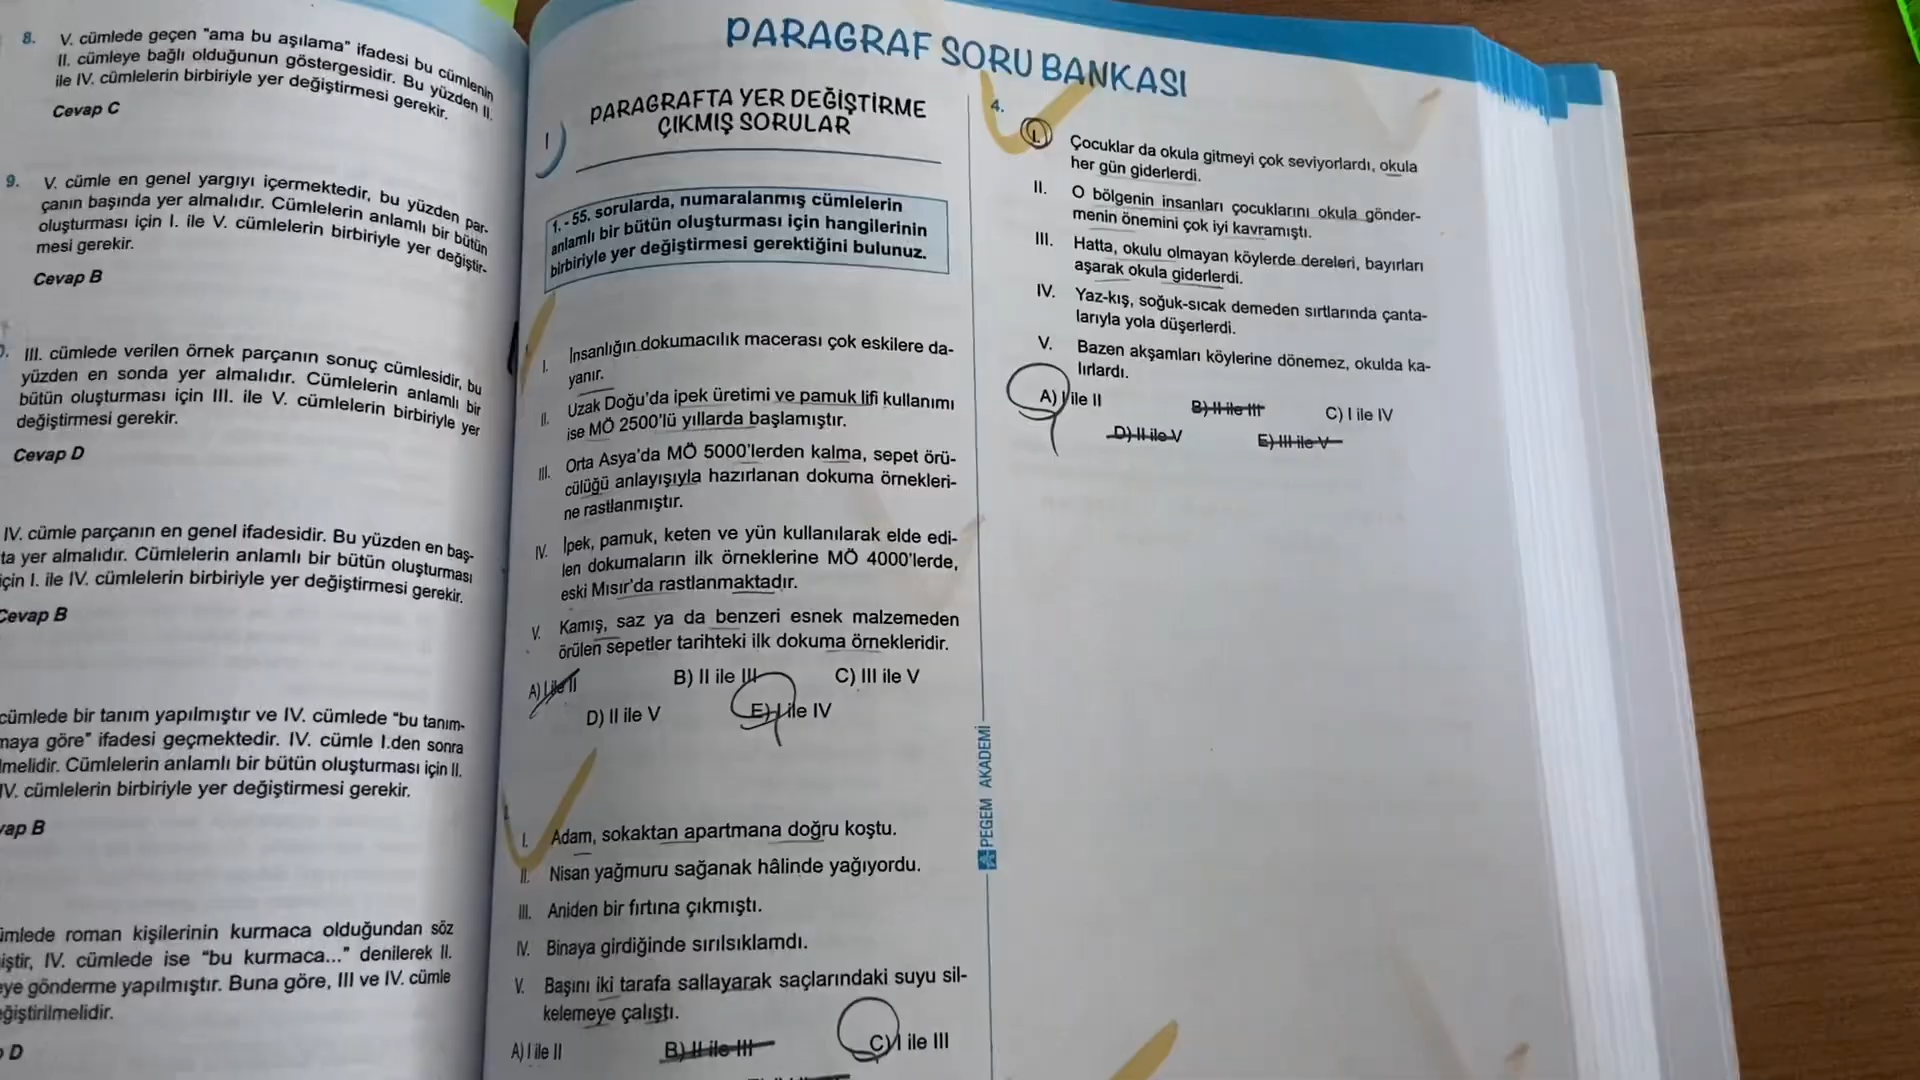 8. V. cümlede geçen "ama bu aşılama" ifadesi bu cümlenin
II. cümleye bağlı olduğunun göstergesidir. Bu yüzden II.
ile IV. cümlelerin birbiriyle yer değiştirmesi gerekir.
Cevap C
9. V. cümle en genel yargıyı içermektedir, bu yüzden par-
çanın başında yer almalıdır. Cümlelerin anlamlı bir bütün
oluşturması için I. ile V. cümlelerin birbiriyle yer değiştir-
mesi gerekir.
Cevap B
III. cümlede verilen örnek parçanın sonuç cümlesidir, bu
yüzden en sonda yer almalıdır. Cümlelerin anlamlı bir
bütün oluşturması için III. ile V. cümlelerin birbiriyle yer
değiştirmesi gerekir.
Cevap D
IV. cümle parçanın en genel ifadesidir. Bu yüzden en baş-
ta yer almalıdır. Cümlelerin anlamlı bir bütün oluşturması
için I. ile IV. cümlelerin birbiriyle yer değiştirmesi gerekir.
Cevap B
cümlede bir tanım yapılmıştır ve IV. cümlede "bu tanım-
maya göre" ifadesi geçmektedir. IV. cümle I.den sonra
lmelidir. Cümlelerin anlamlı bir bütün oluşturması için II.
IV. cümlelerin birbiriyle yer değiştirmesi gerekir.
vap B
ümlede roman kişilerinin kurmaca olduğundan söz
iştir, IV. cümlede ise "bu kurmaca..." denilerek II.
eye gönderme yapılmıştır. Buna göre, III ve IV. cümle
eğiştirilmelidir.
D
PARAGRAF SORU BANKASI
PARAGRAFTA YER DEĞİŞTİRME
ÇIKMIŞ SORULAR
1. - 55. sorularda, numaralanmış cümlelerin
anlamlı bir bütün oluşturması için hangilerinin
birbiriyle yer değiştirmesi gerektiğini bulunuz.
I. İnsanlığın dokumacılık macerası çok eskilere da-
yanır.
II. Uzak Doğu'da ipek üretimi ve pamuk lifi kullanımı
ise MÖ 2500'lü yıllarda başlamıştır.
III. Orta Asya'da MÖ 5000'lerden kalma, sepet örü-
cülüğü anlayışıyla hazırlanan dokuma örnekleri-
ne rastlanmıştır.
IV. İpek, pamuk, keten ve yün kullanılarak elde edi-
len dokumaların ilk örneklerine MÖ 4000'lerde,
eski Mısır'da rastlanmaktadır.
V. Kamış, saz ya da benzeri esnek malzemeden
örülen sepetler tarihteki ilk dokuma örnekleridir.
A) I ile II B) II ile III C) III ile V
D) II ile V E) I ile IV
I. Adam, sokaktan apartmana doğru koştu.
II. Nisan yağmuru sağanak hâlinde yağıyordu.
III. Aniden bir fırtına çıkmıştı.
IV. Binaya girdiğinde sırılsıklamdı.
V. Başını iki tarafa sallayarak saçlarındaki suyu sil-
kelemeye çalıştı.
A) I ile II B) II ile III C) I ile III
PEGEM AKADEMİ
4.
I. Çocuklar da okula gitmeyi çok seviyorlardı, okula
her gün giderlerdi.
II. O bölgenin insanları çocuklarını okula gönder-
menin önemini çok iyi kavramıştı.
III. Hatta, okulu olmayan köylerde dereleri, bayırları
aşarak okula giderlerdi.
IV. Yaz-kış, soğuk-sıcak demeden sırtlarında çanta-
larıyla yola düşerlerdi.
V. Bazen akşamları köylerine dönemez, okulda ka-
lırlardı.
A) I ile II B) II ile III C) I ile IV
D) II ile V E) III ile V